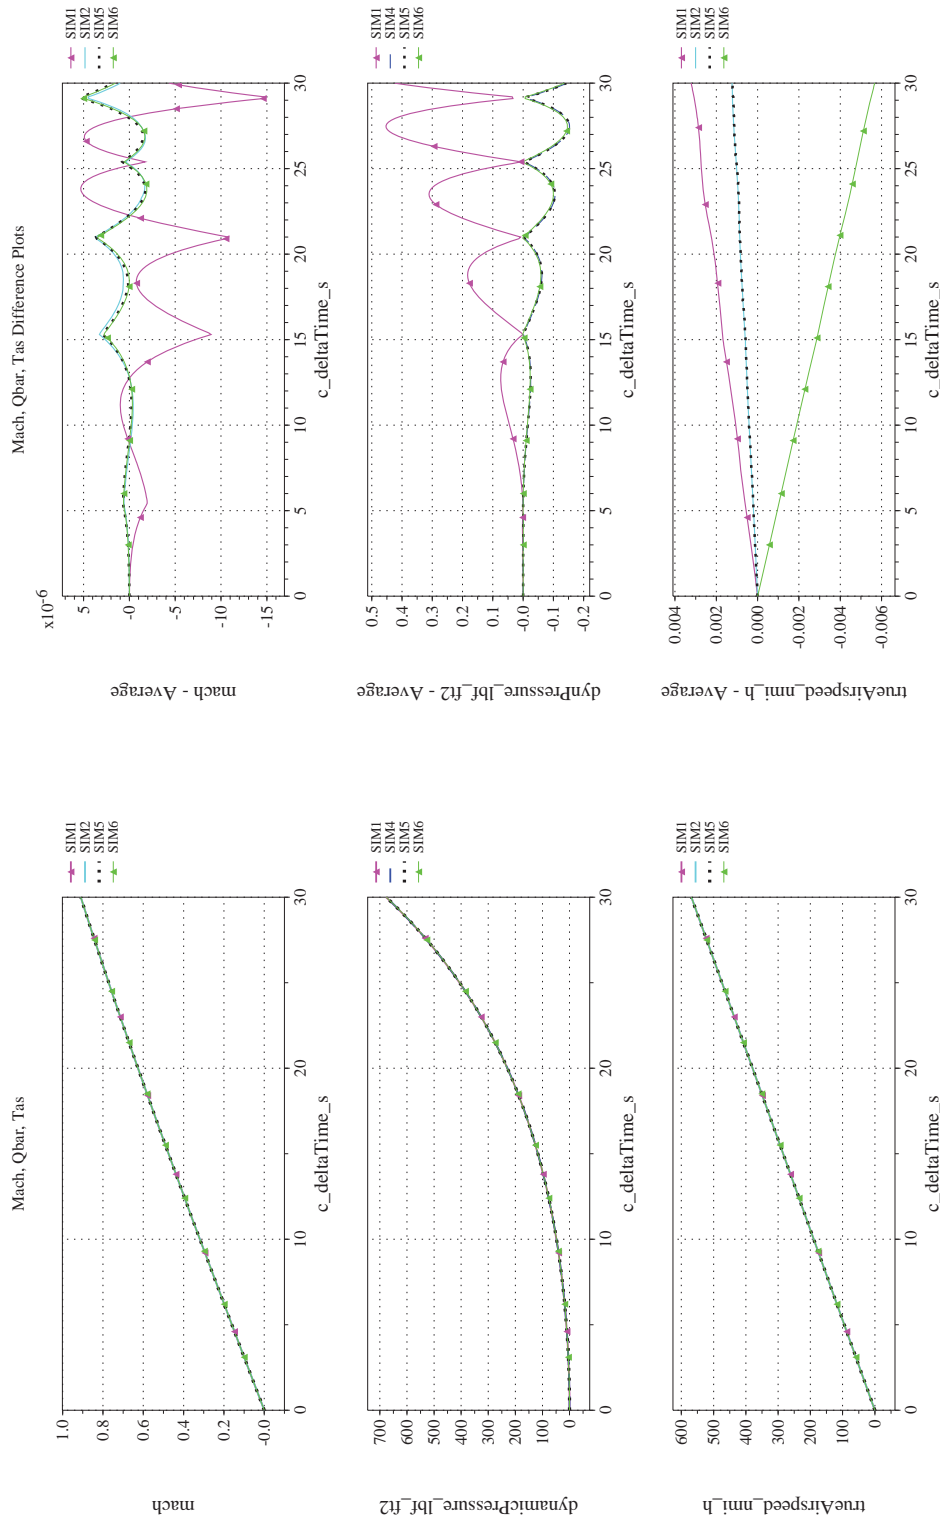 Mach, Qbar, Tas
SIM1
SIM2
SIM5
SIM6
mach
1.0
0.8
0.6
0.4
0.2
-0.0
0
10
20
30
c_deltaTime_s
SIM1
SIM4
SIM5
SIM6
dynamicPressure_lbf_ft2
700
600
500
400
300
200
100
0
0
10
20
30
c_deltaTime_s
SIM1
SIM2
SIM5
SIM6
trueAirspeed_nmi_h
600
500
400
300
200
100
0
0
10
20
30
c_deltaTime_s
Mach, Qbar, Tas Difference Plots
SIM1
SIM2
SIM5
SIM6
x10-6
mach - Average
5
-0
-5
-10
-15
0
5
10
15
20
25
30
c_deltaTime_s
SIM1
SIM4
SIM5
SIM6
dynPressure_lbf_ft2 - Average
0.5
0.4
0.3
0.2
0.1
-0.0
-0.1
-0.2
0
5
10
15
20
25
30
c_deltaTime_s
SIM1
SIM2
SIM5
SIM6
trueAirspeed_nmi_h - Average
0.004
0.002
0.000
-0.002
-0.004
-0.006
0
5
10
15
20
25
30
c_deltaTime_s